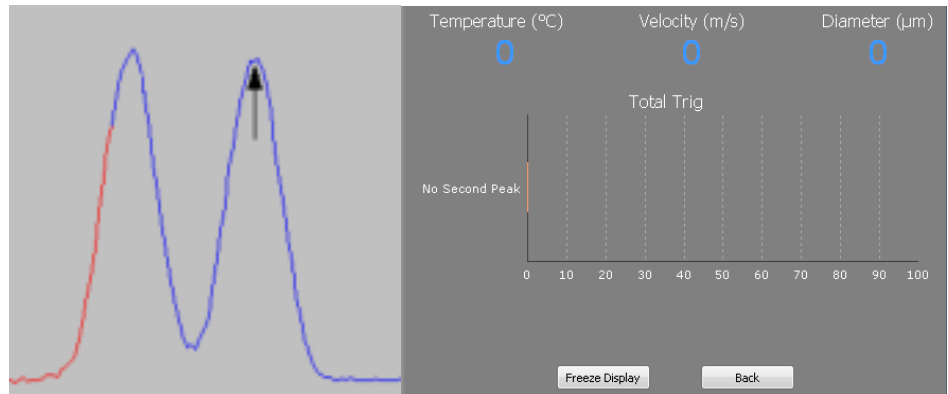 Temperature (ºC) Velocity (m/s) Diameter (µm)
0 0 0
Total Trig
No Second Peak
0 10 20 30 40 50 60 70 80 90 100
Freeze Display Back